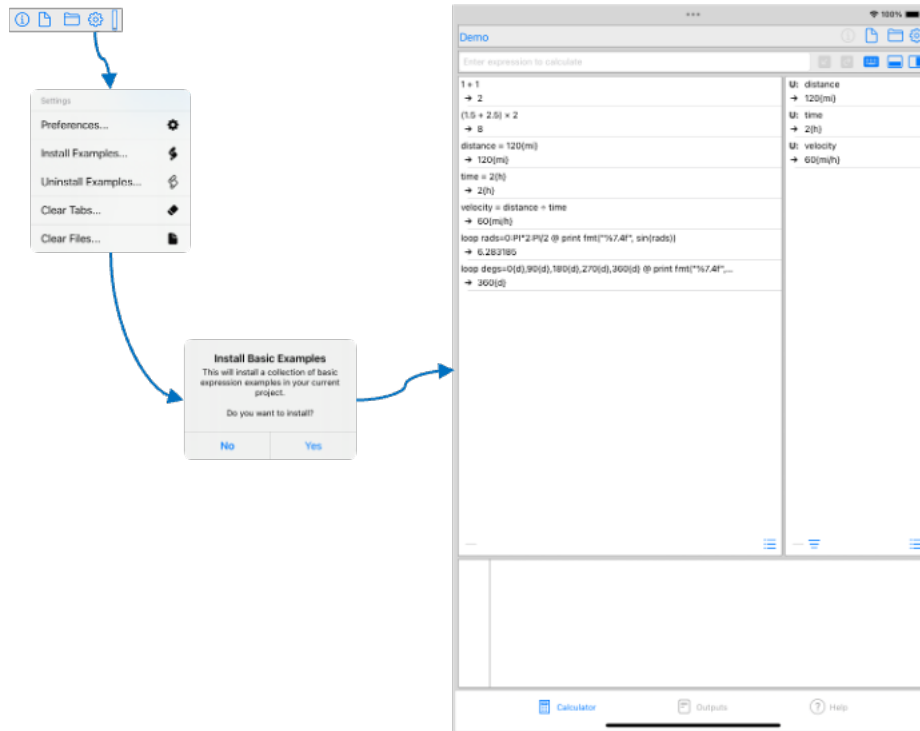 Settings
Preferences...
Install Examples...
Uninstall Examples...
Clear Tabs...
Clear Files...
Install Basic Examples
This will install a collection of basic
expression examples in your current
project.
Do you want to install?
No
Yes
100%
Demo
Enter expression to calculate
1 + 1
→ 2
(1.5 + 2.5) × 2
→ 8
distance = 120{mi}
→ 120{mi}
time = 2{h}
→ 2{h}
velocity = distance ÷ time
→ 60{mi/h}
loop rads=0:PI*2:PI/2 @ print fmt("%7.4f", sin(rads))
→ 6.283185
loop degs=0{d},90{d},180{d},270{d},360{d} @ print fmt("%7.4f",...
→ 360{d}
U: distance
→ 120{mi}
U: time
→ 2{h}
U: velocity
→ 60{mi/h}
Calculator
Outputs
Help